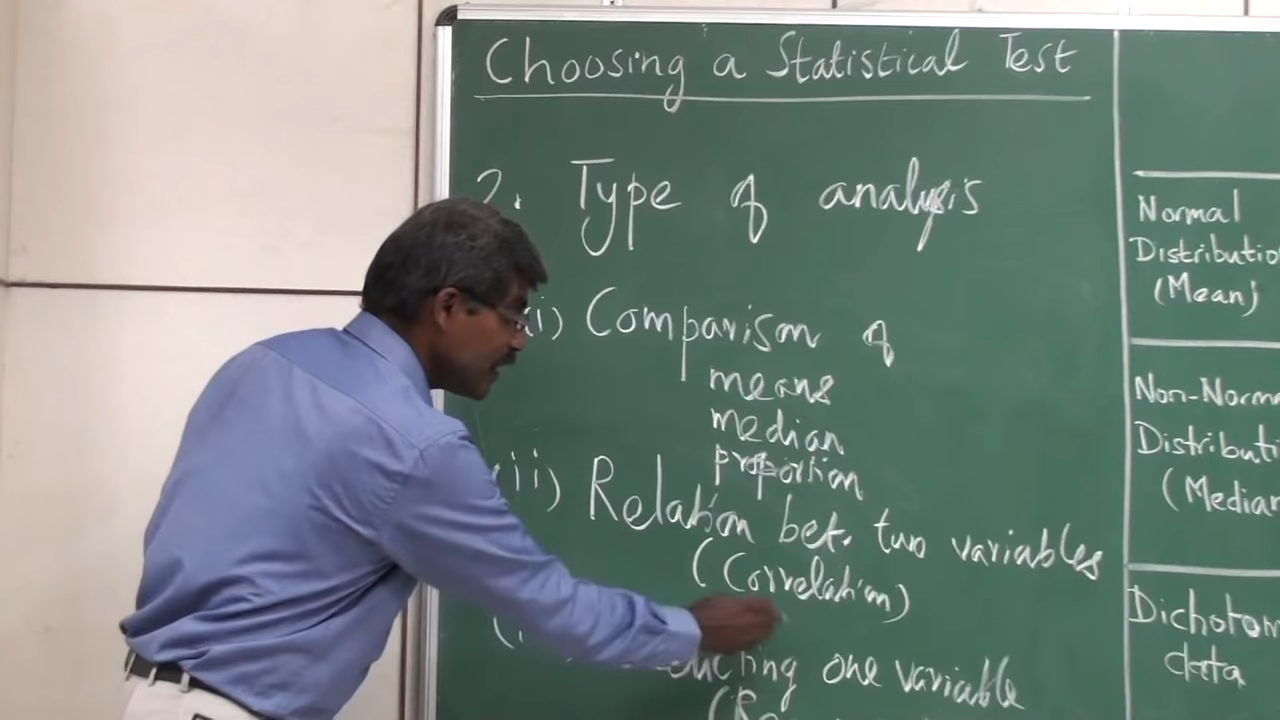 Choosing a Statistical Test
2. Type of analysis
(i) Comparison of
means
median
proportion
(ii) Relation bet. two variables
(Correlation)
one variable
Normal
Distributio
(Mean)
Non-Norma
Distributi
(Median
Dichotom
data